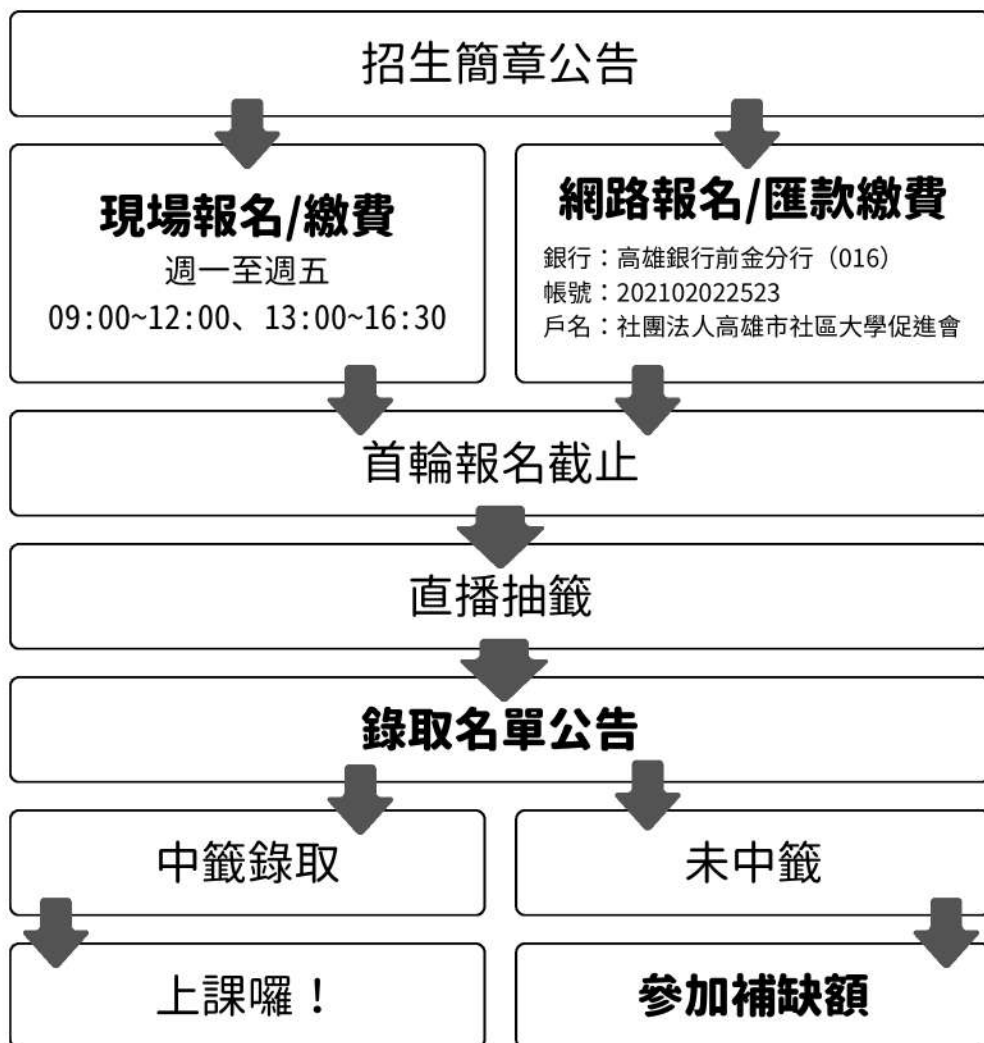 招生簡章公告
現場報名/繳費
週一至週五
09:00~12:00、13:00~16:30
網路報名/匯款繳費
銀行：高雄銀行前金分行（016）
帳號：202102022523
戶名：社團法人高雄市社區大學促進會
首輪報名截止
直播抽籤
錄取名單公告
中籤錄取
未中籤
上課囉！
參加補缺額